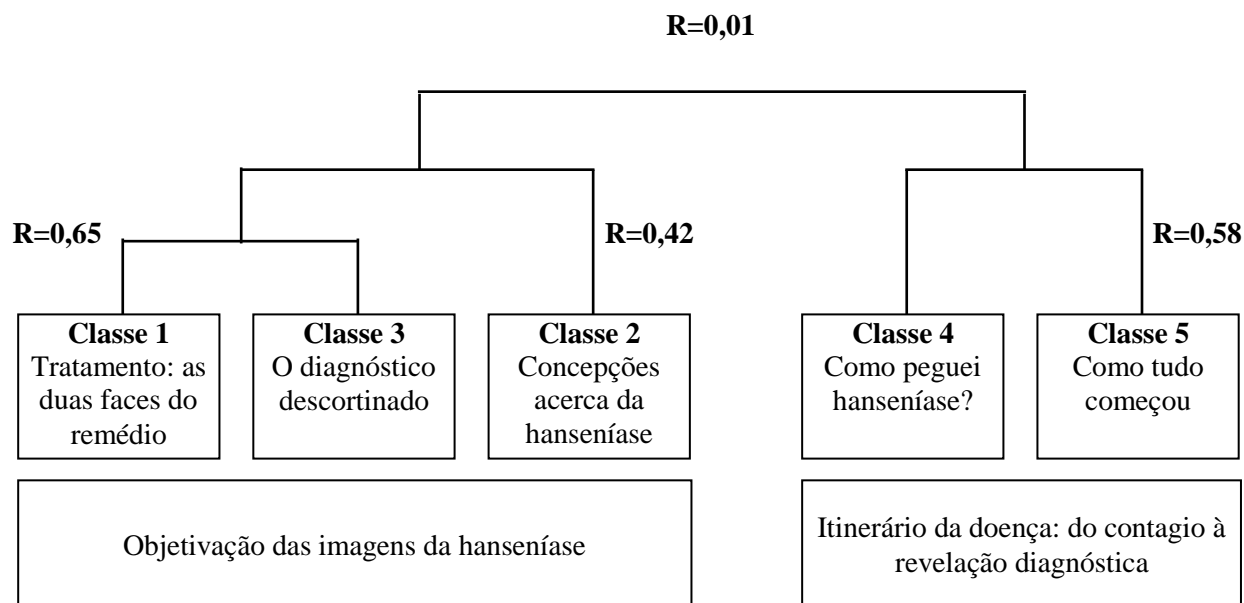 R=0,01
R=0,65
R=0,42
R=0,58
Classe 1
Tratamento: as
duas faces do
remédio
Classe 3
O diagnóstico
descortinado
Classe 2
Concepções
acerca da
hanseníase
Classe 4
Como peguei
hanseníase?
Classe 5
Como tudo
começou
Objetivação das imagens da hanseníase
Itinerário da doença: do contagio à
revelação diagnóstica